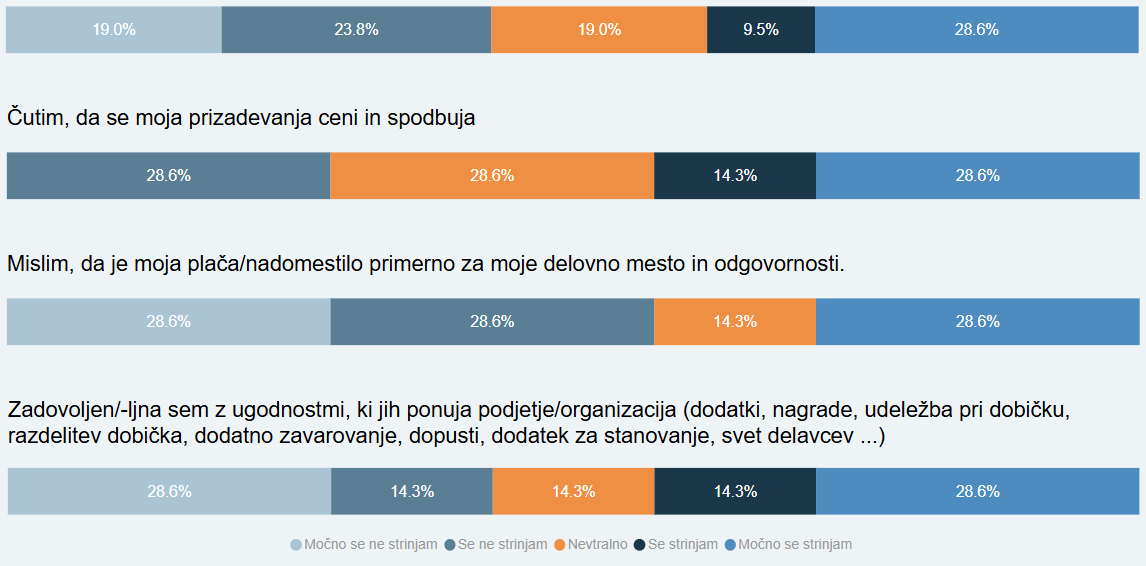 19.0% 23.8% 19.0% 9.5% 28.6%
Čutim, da se moja prizadevanja ceni in spodbuja
28.6% 28.6% 14.3% 28.6%
Mislim, da je moja plača/nadomestilo primerno za moje delovno mesto in odgovornosti.
28.6% 28.6% 14.3% 28.6%
Zadovoljen/-ljna sem z ugodnostmi, ki jih ponuja podjetje/organizacija (dodatki, nagrade, udeležba pri dobičku,
razdelitev dobička, dodatno zavarovanje, dopusti, dodatek za stanovanje, svet delavcev ...)
28.6% 14.3% 14.3% 14.3% 28.6%
Močno se ne strinjam Se ne strinjam Nevtralno Se strinjam Močno se strinjam